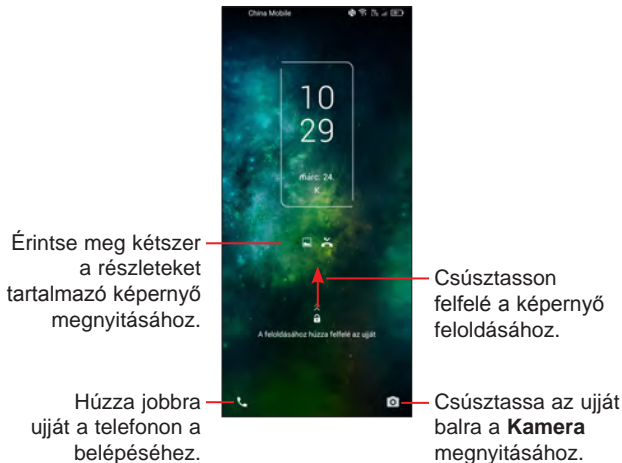 China Mobile
10
29
márc. 24.
K
Érintse meg kétszer
a részleteket
tartalmazó képernyő
megnyitásához.
Csúsztasson
felfelé a képernyő
feloldásához.
A feloldásához húzza felfelé az ujját
Húzza jobbra
ujját a telefonon a
belépéséhez.
Csúsztassa az ujját
balra a Kamera
megnyitásához.